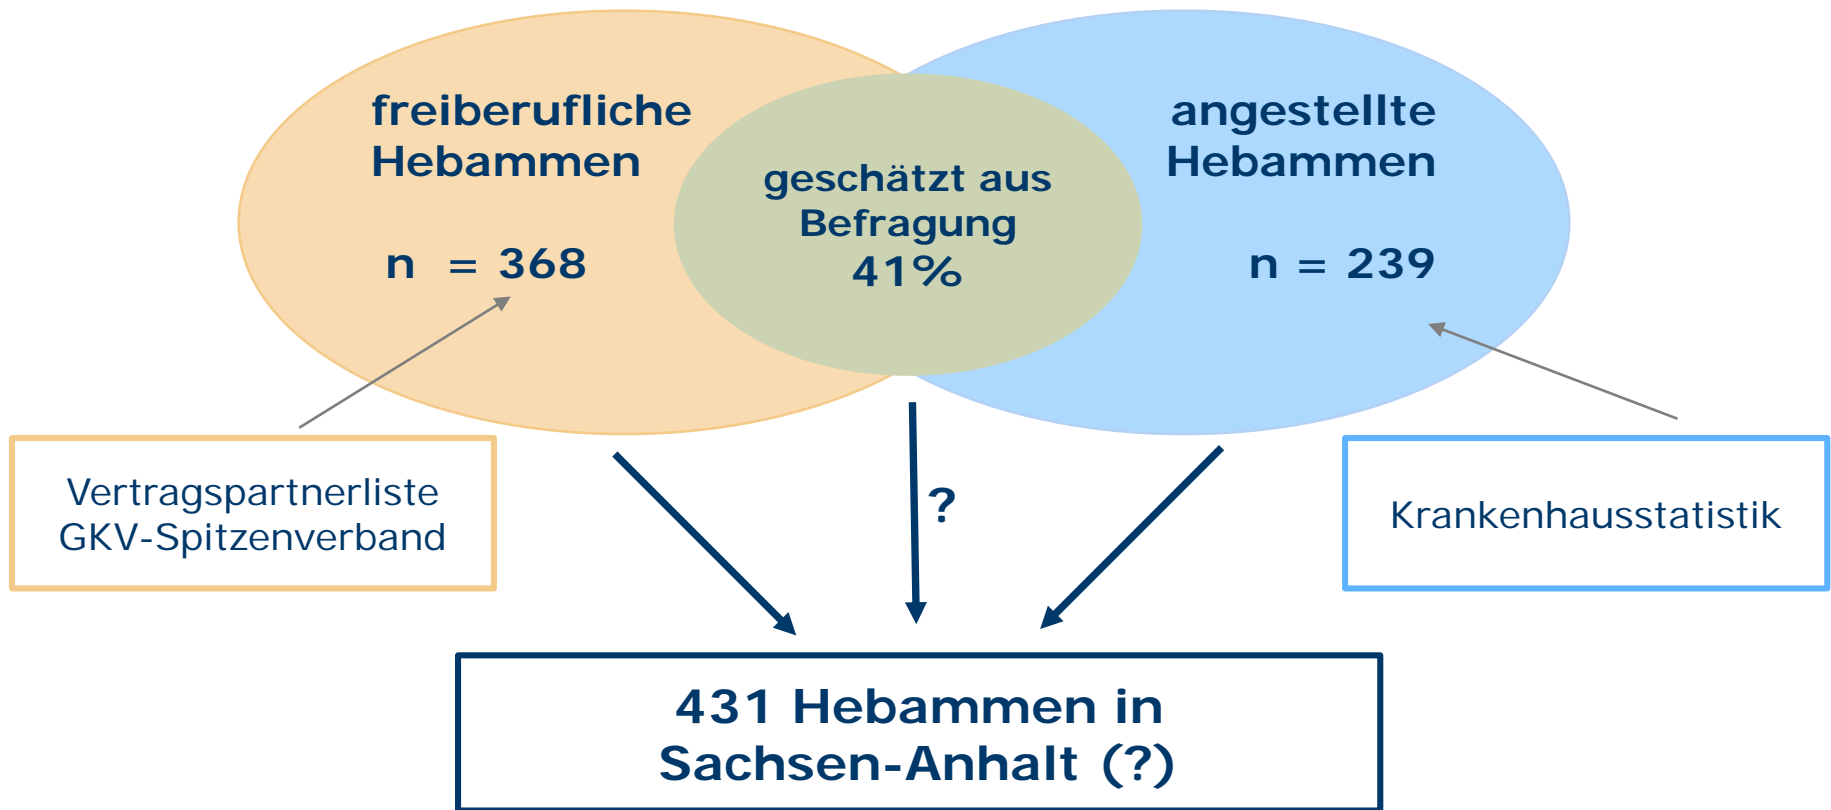 freiberufliche
Hebammen
n = 368
geschätzt aus
Befragung
41%
angestellte
Hebammen
n = 239
Vertragspartnerliste
GKV-Spitzenverband
?
Krankenhausstatistik
431 Hebammen in
Sachsen-Anhalt (?)